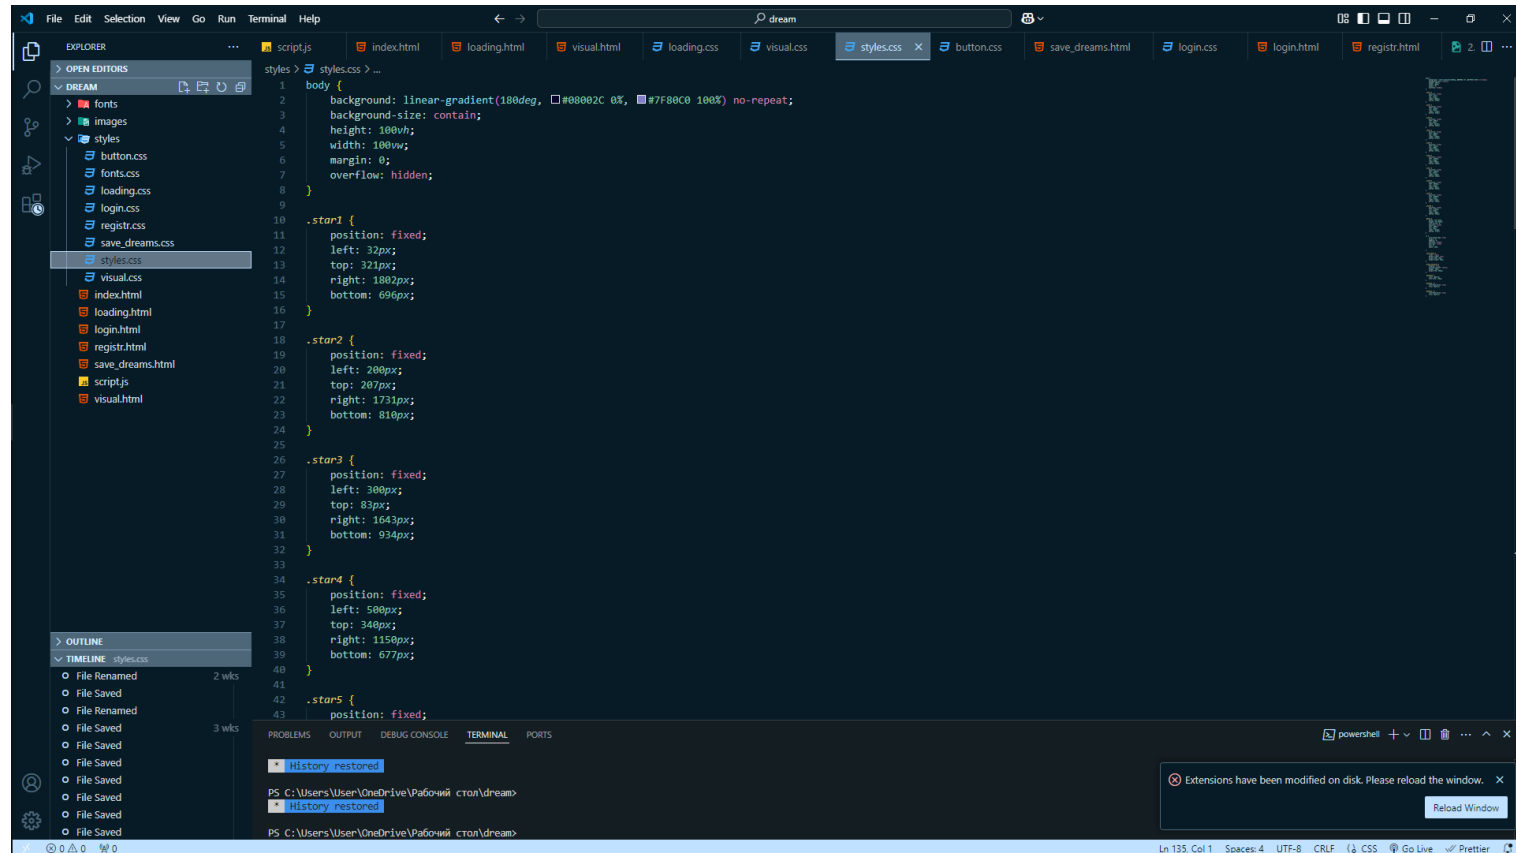 File Edit Selection View Go Run Terminal Help
dream
EXPLORER
script.js index.html loading.html visual.html loading.css visual.css styles.css button.css save_dreams.html login.css login.html registr.html 2.
OPEN EDITORS
DREAM
fonts
images
styles
button.css
fonts.css
loading.css
login.css
registr.css
save_dreams.css
styles.css
visual.css
index.html
loading.html
login.html
registr.html
save_dreams.html
script.js
visual.html
OUTLINE
TIMELINE styles.css
File Renamed 2 wks
File Saved
File Renamed
File Saved 3 wks
File Saved
File Saved
File Saved
File Saved
File Saved
File Saved
styles > styles.css > ...
1 body {
2 background: linear-gradient(180deg, #08002C 0%, #7F80C0 100%) no-repeat;
3 background-size: contain;
4 height: 100vh;
5 width: 100vw;
6 margin: 0;
7 overflow: hidden;
8 }
9
10 .star1 {
11 position: fixed;
12 left: 32px;
13 top: 321px;
14 right: 1802px;
15 bottom: 696px;
16 }
17
18 .star2 {
19 position: fixed;
20 left: 200px;
21 top: 207px;
22 right: 1731px;
23 bottom: 810px;
24 }
25
26 .star3 {
27 position: fixed;
28 left: 300px;
29 top: 83px;
30 right: 1643px;
31 bottom: 934px;
32 }
33
34 .star4 {
35 position: fixed;
36 left: 500px;
37 top: 340px;
38 right: 1150px;
39 bottom: 677px;
40 }
41
42 .star5 {
43 position: fixed;
PROBLEMS OUTPUT DEBUG CONSOLE TERMINAL PORTS
powershell
* History restored
PS C:\Users\User\OneDrive\Рабочий стол\dream>
* History restored
PS C:\Users\User\OneDrive\Рабочий стол\dream>
Extensions have been modified on disk. Please reload the window.
Reload Window
0 0 0
Ln 135, Col 1 Spaces: 4 UTF-8 CRLF CSS Go Live Prettier